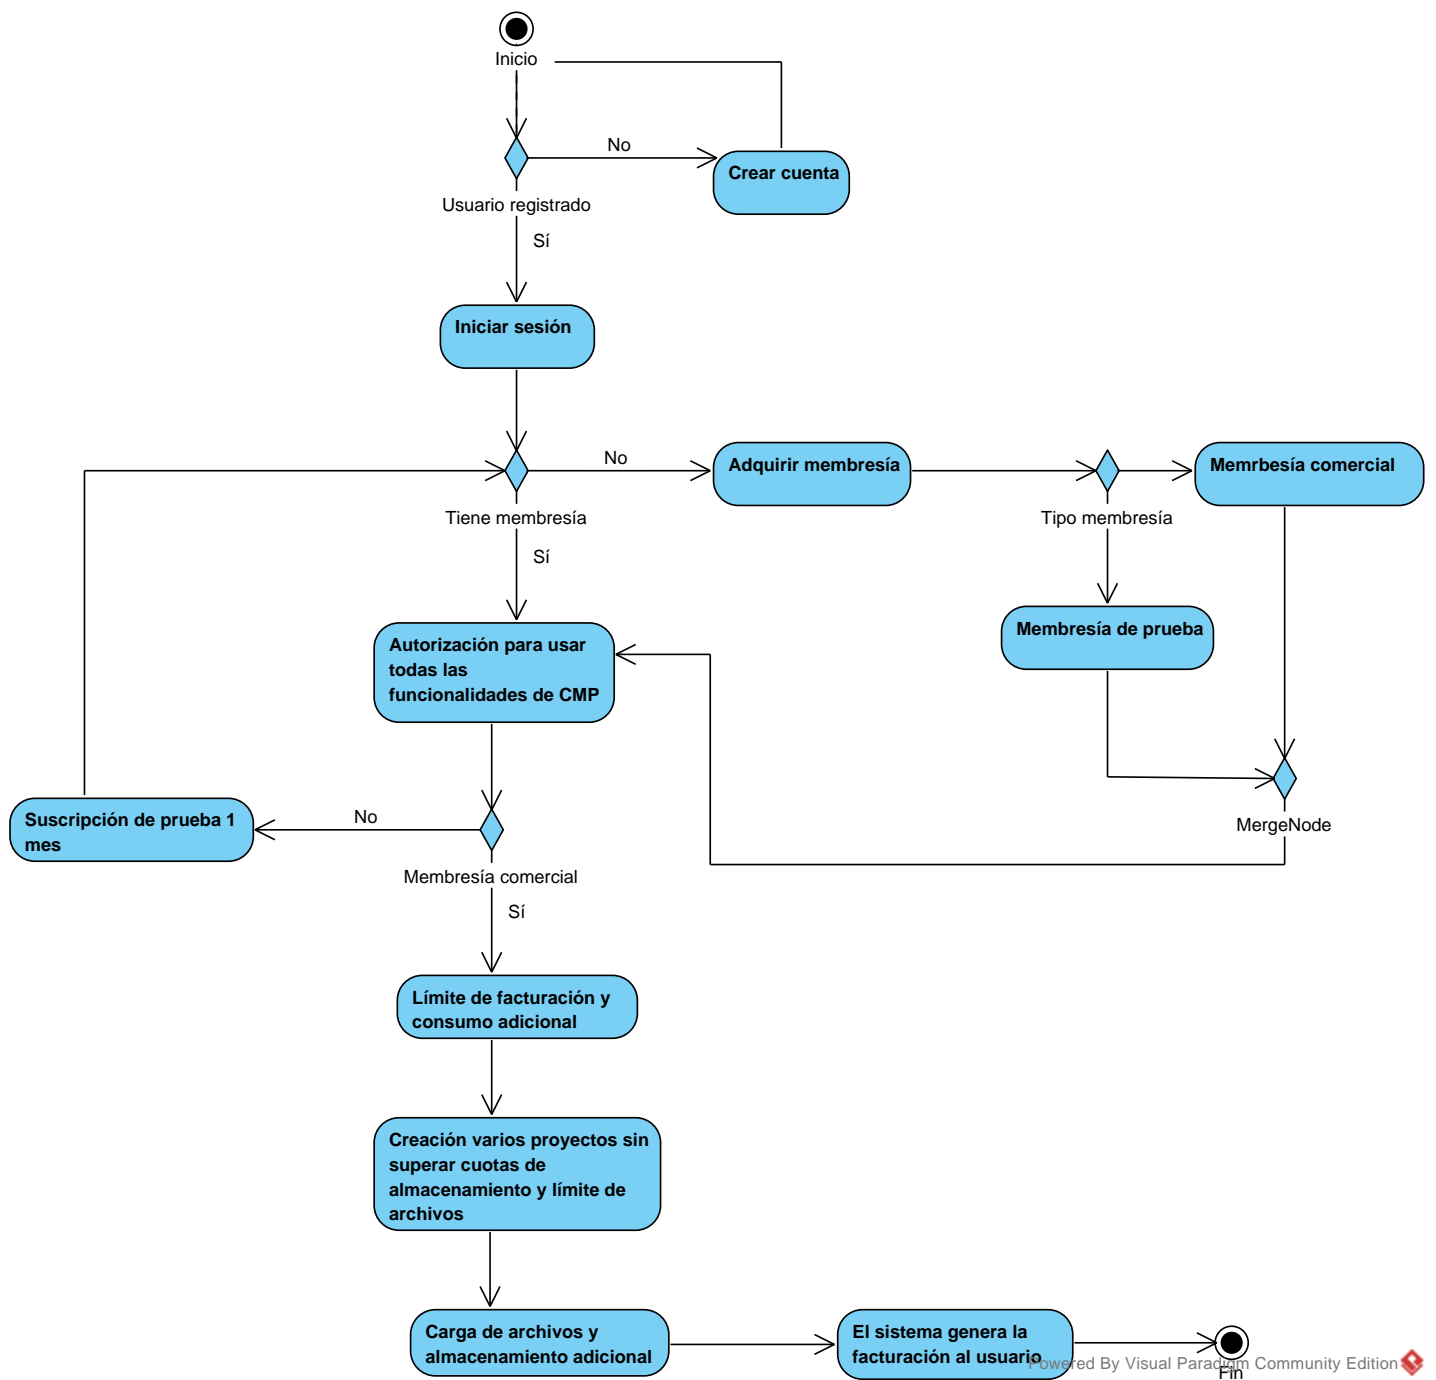 Inicio
No
Crear cuenta
Usuario registrado
Sí
Iniciar sesión
No
Adquirir membresía
Memrbesía comercial
Tiene membresía
Tipo membresía
Sí
Autorización para usar
todas las
funcionalidades de CMP
Membresía de prueba
Suscripción de prueba 1
mes
No
MergeNode
Membresía comercial
Sí
Límite de facturación y
consumo adicional
Creación varios proyectos sin
superar cuotas de
almacenamiento y límite de
archivos
Carga de archivos y
almacenamiento adicional
El sistema genera la
facturación al usuario
Powered By Visual Paradigm Community Edition
Fin